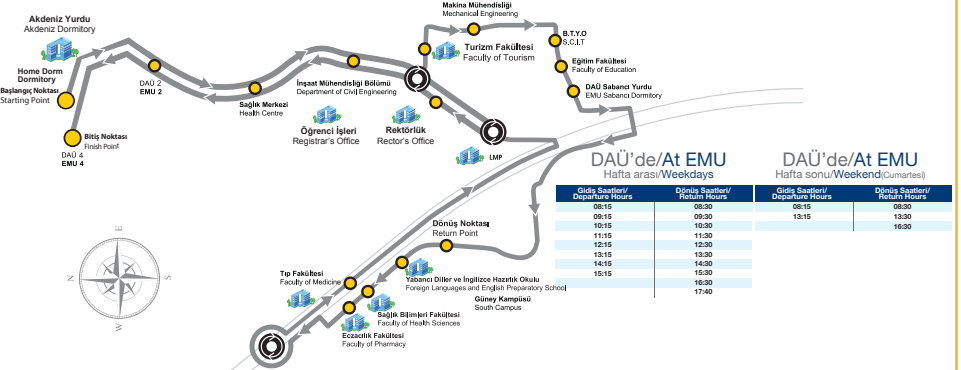 Akdeniz Yurdu
Akdeniz Dormitory
Home Dorm
Dormitory
Başlangıç Noktası
Starting Point
Bitiş Noktası
Finish Point
DAÜ 4
EMU 4
DAÜ 2
EMU 2
Sağlık Merkezi
Health Centre
İnşaat Mühendisliği Bölümü
Department of Civil Engineering
Öğrenci İşleri
Registrar's Office
Rektörlük
Rector's Office
Makina Mühendisliği
Mechanical Engineering
Turizm Fakültesi
Faculty of Tourism
B.T.Y.O
S.C.I.T
Eğitim Fakültesi
Faculty of Education
DAÜ Sabancı Yurdu
EMU Sabancı Dormitory
LMP
Dönüş Noktası
Return Point
Yabancı Diller ve İngilizce Hazırlık Okulu
Foreign Languages and English Preparatory School
Güney Kampüsü
South Campus
Tıp Fakültesi
Faculty of Medicine
Sağlık Bilimleri Fakültesi
Faculty of Health Sciences
Eczacılık Fakültesi
Faculty of Pharmacy
E
N
S
W
DAÜ'de/At EMU
Hafta arası/Weekdays
Gidiş Saatleri/ Dönüş Saatleri/
Departure Hours Return Hours
08:15 08:30
09:15 09:30
10:15 10:30
11:15 11:30
12:15 12:30
13:15 13:30
14:15 14:30
15:15 15:30
16:30
17:40
DAÜ'de/At EMU
Hafta sonu/Weekend(Cumartesi)
Gidiş Saatleri/ Dönüş Saatleri/
Departure Hours Return Hours
08:15 08:30
13:15 13:30
16:30